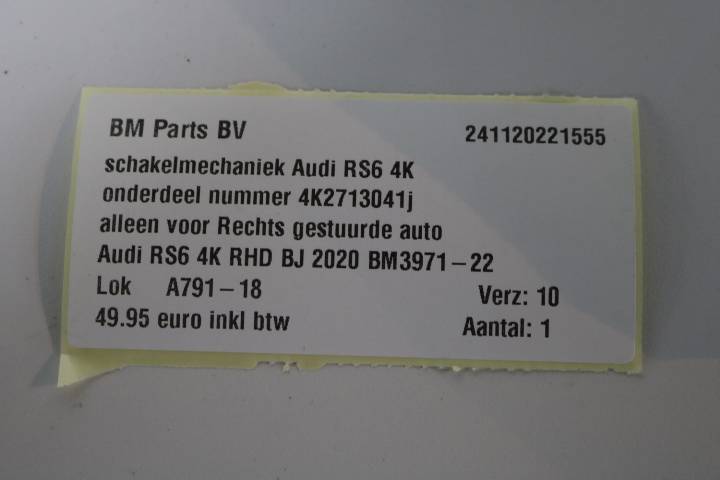 BM Parts BV 241120221555
schakelmechaniek Audi RS6 4K
onderdeel nummer 4K2713041j
alleen voor Rechts gestuurde auto
Audi RS6 4K RHD BJ 2020 BM3971-22
Lok A791-18 Verz: 10
49.95 euro inkl btw Aantal: 1